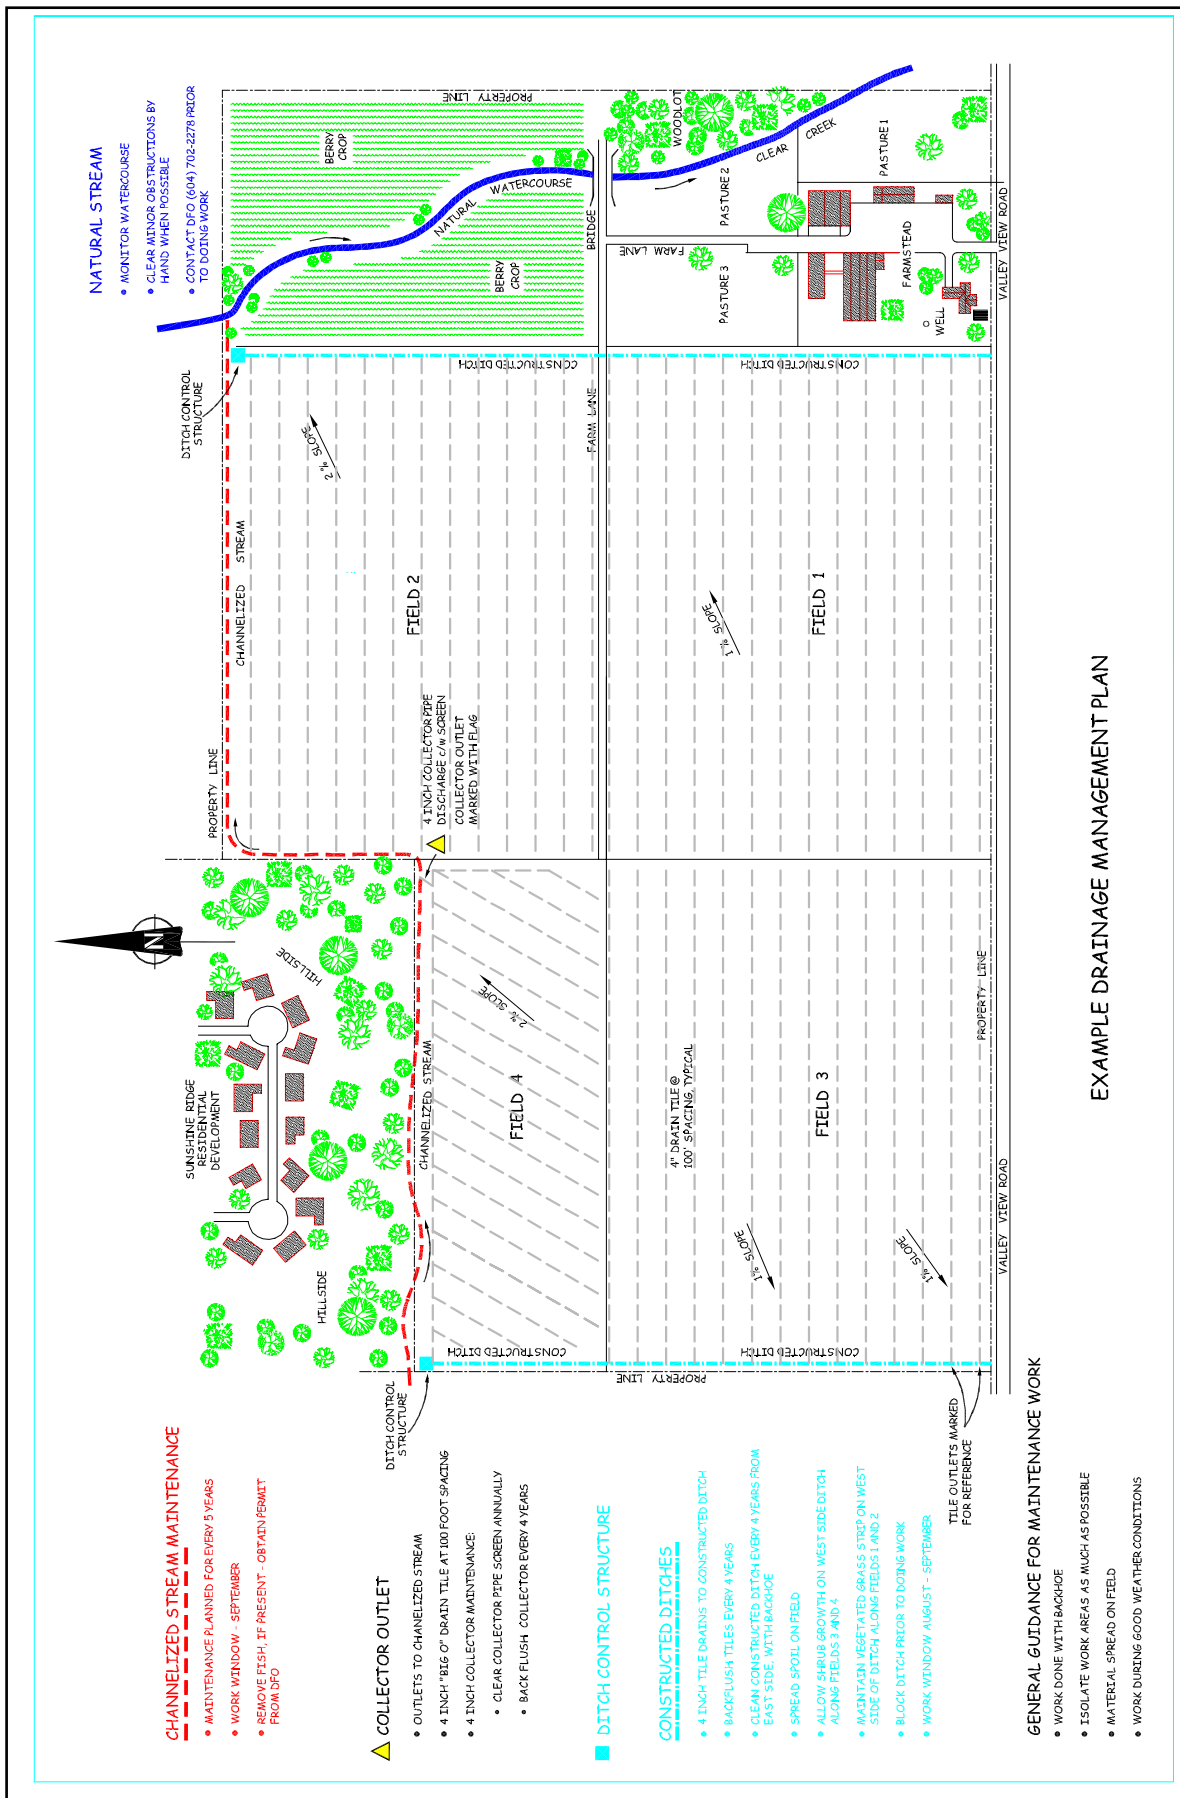 NATURAL STREAM
• MONITOR WATERCOURSE
• CLEAR MINOR OBSTRUCTIONS BY
HAND WHEN POSSIBLE
• CONTACT DFO (604) 702-2278 PRIOR
TO DOING WORK
PROPERTY LINE
BERRY
CROP
NATURAL WATERCOURSE
BERRY
CROP
BRIDGE
WOODLOT
CLEAR CREEK
PASTURE 1
PASTURE 2
PASTURE 3
FARM LANE
FARMSTEAD
WELL
VALLEY VIEW ROAD
DITCH CONTROL
STRUCTURE
CONSTRUCTED DITCH
CONSTRUCTED DITCH
FARM LANE
2 % SLOPE
CHANNELIZED STREAM
FIELD 2
FIELD 1
1 % SLOPE
PROPERTY LINE
4 INCH COLLECTOR PIPE
DISCHARGE c/w SCREEN
COLLECTOR OUTLET
MARKED WITH FLAG
N
HILLSIDE
SUNSHINE RIDGE
RESIDENTIAL
DEVELOPMENT
HILLSIDE
CHANNELIZED STREAM
2 % SLOPE
FIELD 4
4" DRAIN TILE @
100' SPACING, TYPICAL
FIELD 3
1% SLOPE
1% SLOPE
PROPERTY LINE
VALLEY VIEW ROAD
CONSTRUCTED DITCH
CONSTRUCTED DITCH
PROPERTY LINE
DITCH CONTROL
STRUCTURE
TILE OUTLETS MARKED
FOR REFERENCE
EXAMPLE DRAINAGE MANAGEMENT PLAN
CHANNELIZED STREAM MAINTENANCE
• MAINTENANCE PLANNED FOR EVERY 5 YEARS
• WORK WINDOW - SEPTEMBER
• REMOVE FISH, IF PRESENT - OBTAIN PERMIT
FROM DFO
COLLECTOR OUTLET
• OUTLETS TO CHANELIZED STREAM
• 4 INCH "BIG O" DRAIN TILE AT 100 FOOT SPACING
• 4 INCH COLLECTOR MAINTENANCE:
• CLEAR COLLECTOR PIPE SCREEN ANNUALLY
• BACK FLUSH COLLECTOR EVERY 4 YEARS
DITCH CONTROL STRUCTURE
CONSTRUCTED DITCHES
• 4 INCH TILE DRAINS TO CONSTRUCTED DITCH
• BACKFLUSH TILES EVERY 4 YEARS
• CLEAN CONSTRUCTED DITCH EVERY 4 YEARS FROM
EAST SIDE, WITH BACKHOE
• SPREAD SPOIL ON FIELD
• ALLOW SHRUB GROWTH ON WEST SIDE DITCH
ALONG FIELDS 3 AND 4
• MAINTAIN VEGETATED GRASS STRIP ON WEST
SIDE OF DITCH ALONG FIELDS 1 AND 2
• BLOCK DITCH PRIOR TO DOING WORK
• WORK WINDOW AUGUST - SEPTEMBER
GENERAL GUIDANCE FOR MAINTENANCE WORK
• WORK DONE WITH BACKHOE
• ISOLATE WORK AREAS AS MUCH AS POSSIBLE
• MATERIAL SPREAD ON FIELD
• WORK DURING GOOD WEATHER CONDITIONS